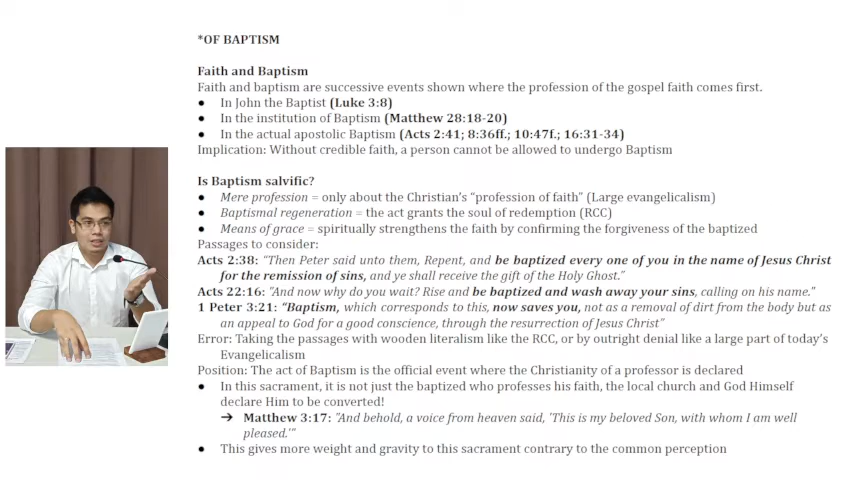 *OF BAPTISM
Faith and Baptism
Faith and baptism are successive events shown where the profession of the gospel faith comes first.
● In John the Baptist (Luke 3:8)
● In the institution of Baptism (Matthew 28:18-20)
● In the actual apostolic Baptism (Acts 2:41; 8:36ff.; 10:47f.; 16:31-34)
Implication: Without credible faith, a person cannot be allowed to undergo Baptism
Is Baptism salvific?
● Mere profession = only about the Christian's "profession of faith" (Large evangelicalism)
● Baptismal regeneration = the act grants the soul of redemption (RCC)
● Means of grace = spiritually strengthens the faith by confirming the forgiveness of the baptized
Passages to consider:
Acts 2:38: "Then Peter said unto them, Repent, and be baptized every one of you in the name of Jesus Christ
for the remission of sins, and ye shall receive the gift of the Holy Ghost."
Acts 22:16: "And now why do you wait? Rise and be baptized and wash away your sins, calling on his name."
1 Peter 3:21: "Baptism, which corresponds to this, now saves you, not as a removal of dirt from the body but as
an appeal to God for a good conscience, through the resurrection of Jesus Christ"
Error: Taking the passages with wooden literalism like the RCC, or by outright denial like a large part of today's
Evangelicalism
Position: The act of Baptism is the official event where the Christianity of a professor is declared
● In this sacrament, it is not just the baptized who professes his faith, the local church and God Himself
declare Him to be converted!
➔ Matthew 3:17: "And behold, a voice from heaven said, 'This is my beloved Son, with whom I am well
pleased.'"
● This gives more weight and gravity to this sacrament contrary to the common perception